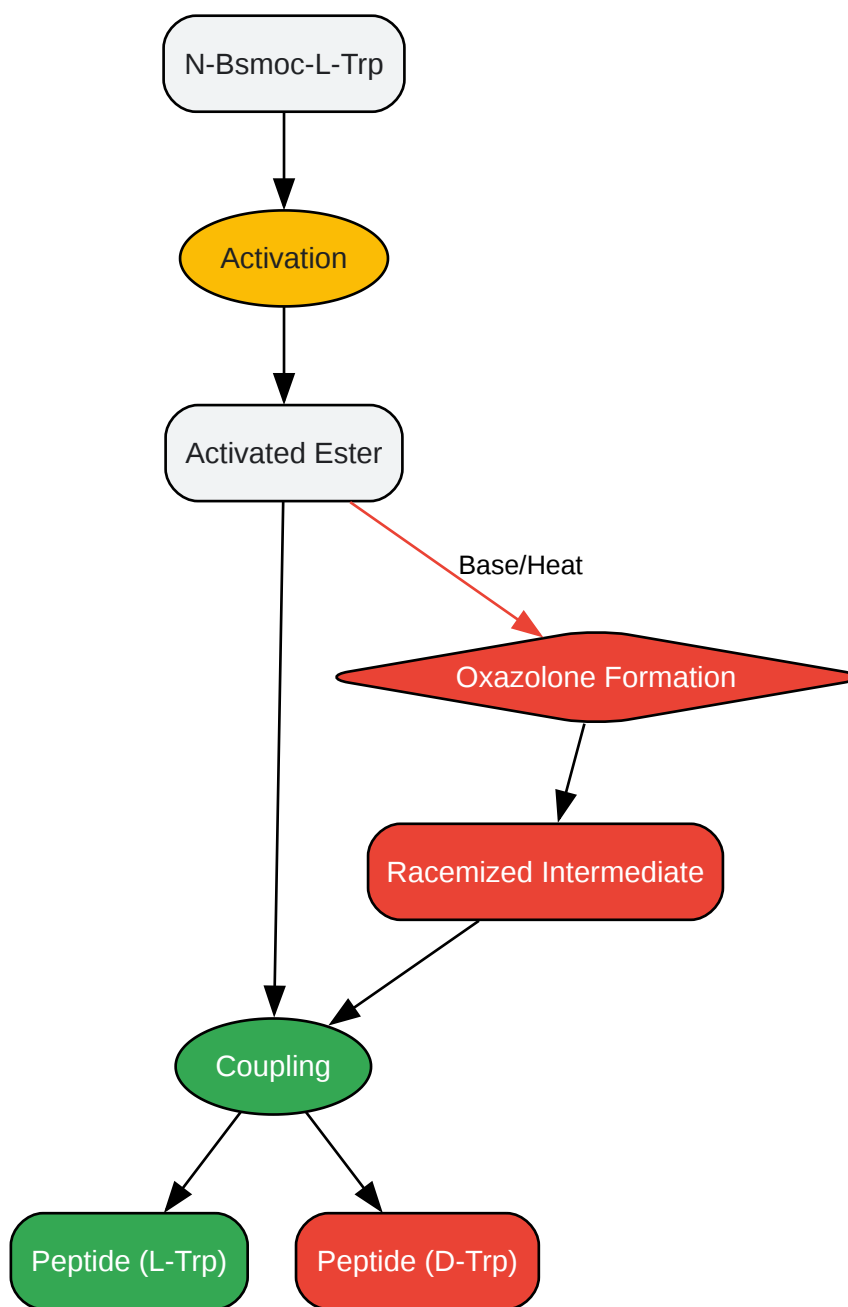 N-Bsmoc-L-Trp
Activation
Activated Ester
Base/Heat
Oxazolone Formation
Racemized Intermediate
Coupling
Peptide (L-Trp)
Peptide (D-Trp)